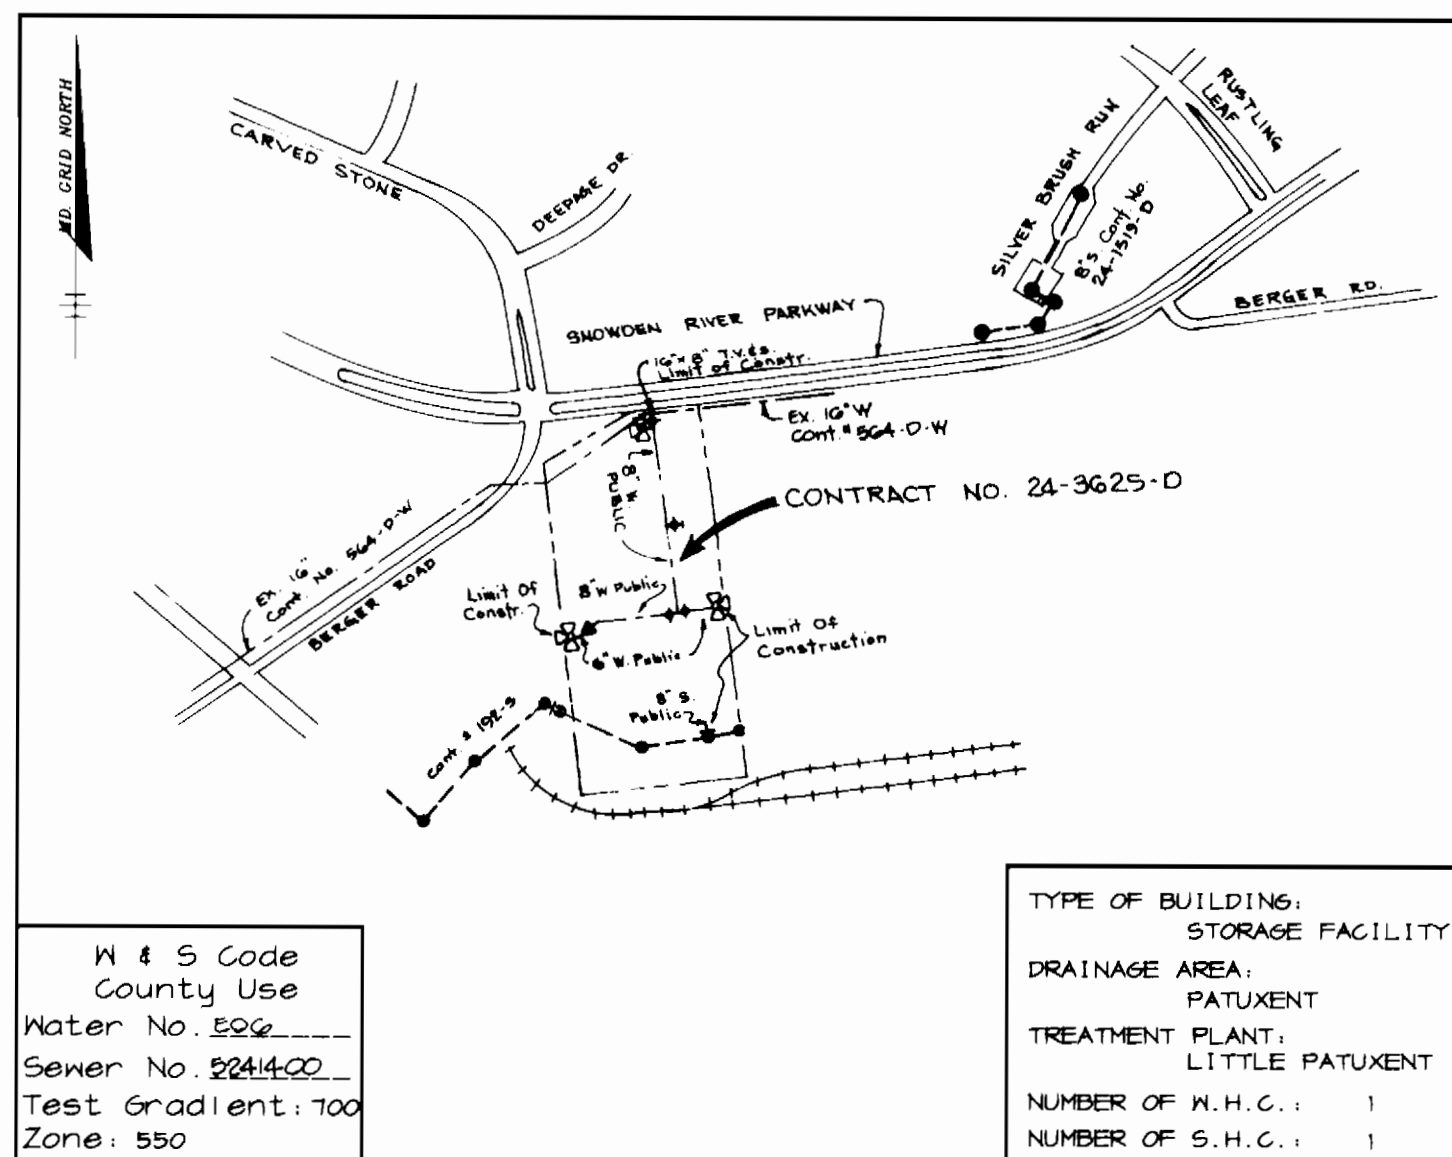 MD. GRID NORTH
CARVED STONE
DEEPAGE DR.
SILVER BRUSH RUN
RUSTLING
LEAF
8"S. Cont. No.
24-1519-D
BERGER RD.
SNOWDEN RIVER PARKWAY
16"x 8" T.V.&S.
Limit of Constr.
Ex. 16"W
Cont.# 564-D-W
8" W.
PUBLIC
CONTRACT NO. 24-3625-D
Ex. 16"
Cont. No. 564-D-W
BERGER ROAD
Limit Of
Constr.
8"W Public
6" W. Public
Limit Of
Construction
8" S.
Public
Cont. # 192-S
W & S Code
County Use
Water No. E06
Sewer No. 5241400
Test Gradient: 700
Zone: 550
TYPE OF BUILDING:
STORAGE FACILITY
DRAINAGE AREA:
PATUXENT
TREATMENT PLANT:
LITTLE PATUXENT
NUMBER OF W.H.C.: 1
NUMBER OF S.H.C.: 1